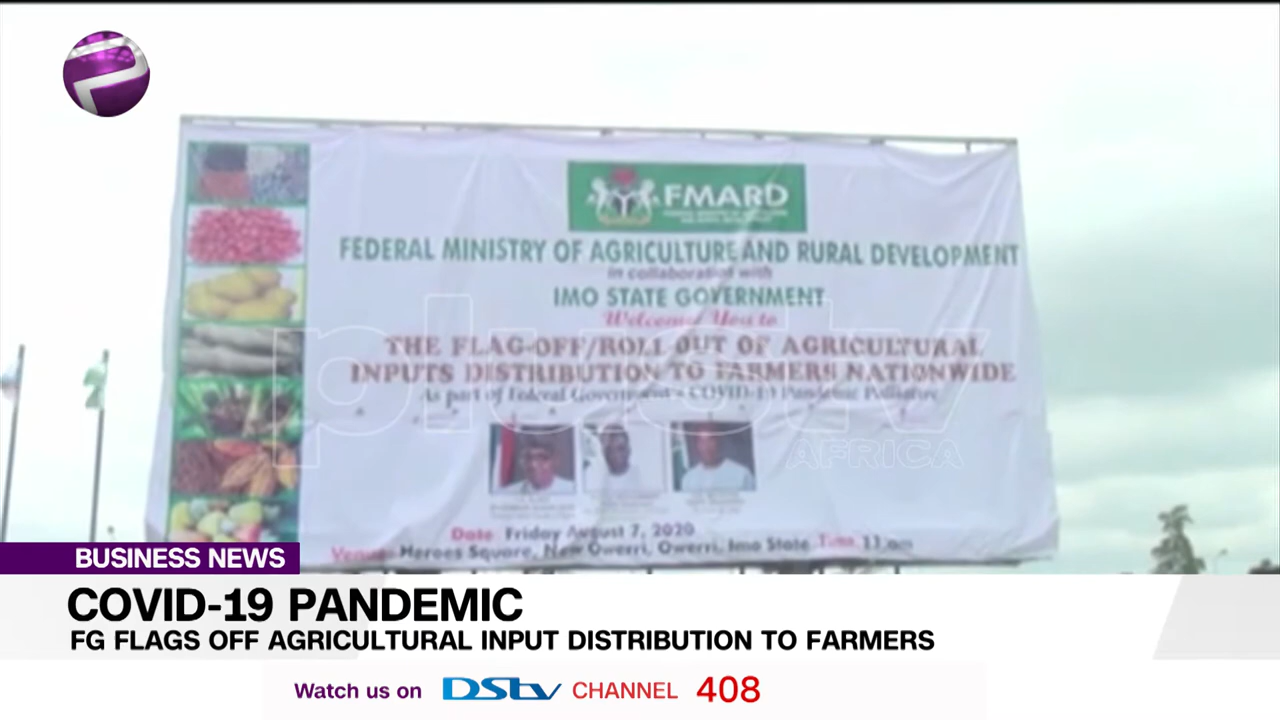 FMARD
FEDERAL MINISTRY OF AGRICULTURE AND RURAL DEVELOPMENT
in collaboration with
IMO STATE GOVERNMENT
Welcomes You to
THE FLAG-OFF/ROLL OUT OF AGRICULTURAL
INPUTS DISTRIBUTION TO FARMERS NATIONWIDE
As part of Federal Government's COVID-19 Pandemic Palliative
plustv
AFRICA
Date Friday August 7, 2020
Venue: Heroes Square, New Owerri, Owerri, Imo State Time 11am
BUSINESS NEWS
COVID-19 PANDEMIC
FG FLAGS OFF AGRICULTURAL INPUT DISTRIBUTION TO FARMERS
Watch us on DStv CHANNEL 408